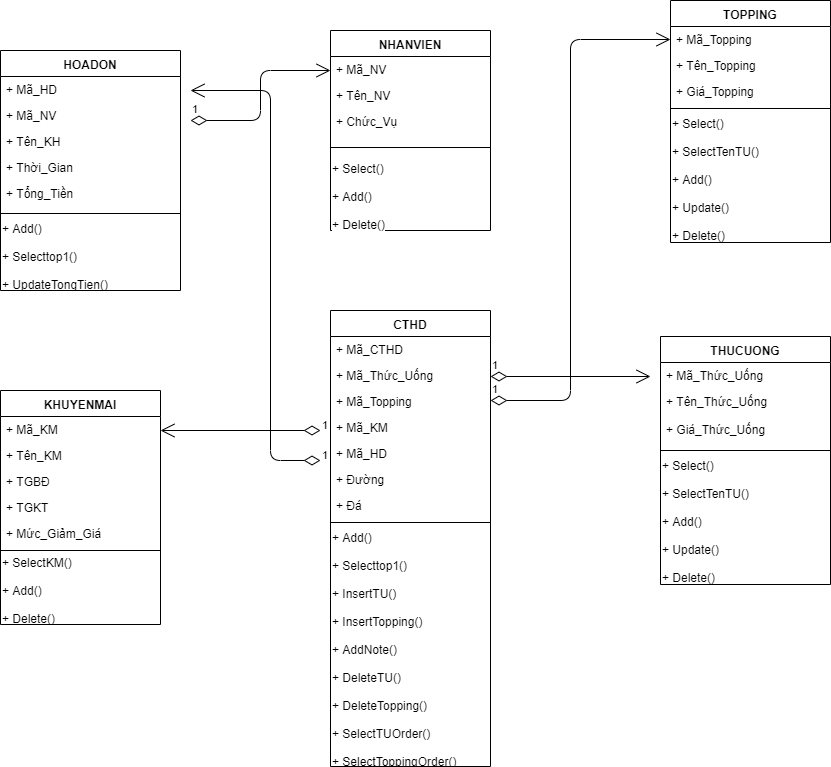 HOADON
+ Mã_HD
+ Mã_NV
+ Tên_KH
+ Thời_Gian
+ Tổng_Tiền
+ Add()
+ Selecttop1()
+ UpdateTongTien()
1
NHANVIEN
+ Mã_NV
+ Tên_NV
+ Chức_Vụ
+ Select()
+ Add()
+ Delete()
TOPPING
+ Mã_Topping
+ Tên_Topping
+ Giá_Topping
+ Select()
+ SelectTenTU()
+ Add()
+ Update()
+ Delete()
KHUYENMAI
+ Mã_KM
+ Tên_KM
+ TGBĐ
+ TGKT
+ Mức_Giảm_Giá
+ SelectKM()
+ Add()
+ Delete()
1
1
CTHD
+ Mã_CTHD
+ Mã_Thức_Uống
+ Mã_Topping
+ Mã_KM
+ Mã_HD
+ Đường
+ Đá
+ Add()
+ Selecttop1()
+ InsertTU()
+ InsertTopping()
+ AddNote()
+ DeleteTU()
+ DeleteTopping()
+ SelectTUOrder()
+ SelectToppingOrder()
1
1
THUCUONG
+ Mã_Thức_Uống
+ Tên_Thức_Uống
+ Giá_Thức_Uống
+ Select()
+ SelectTenTU()
+ Add()
+ Update()
+ Delete()